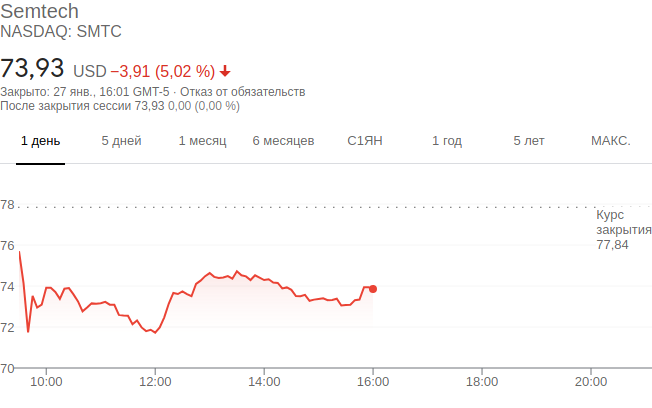 Semtech
NASDAQ: SMTC
73,93 USD −3,91 (5,02 %)
Закрыто: 27 янв., 16:01 GMT-5 · Отказ от обязательств
После закрытия сессии 73,93 0,00 (0,00 %)
1 день 5 дней 1 месяц 6 месяцев С1ЯН 1 год 5 лет МАКС.
78
Курс
закрытия
77,84
76
74
72
70
10:00 12:00 14:00 16:00 18:00 20:00